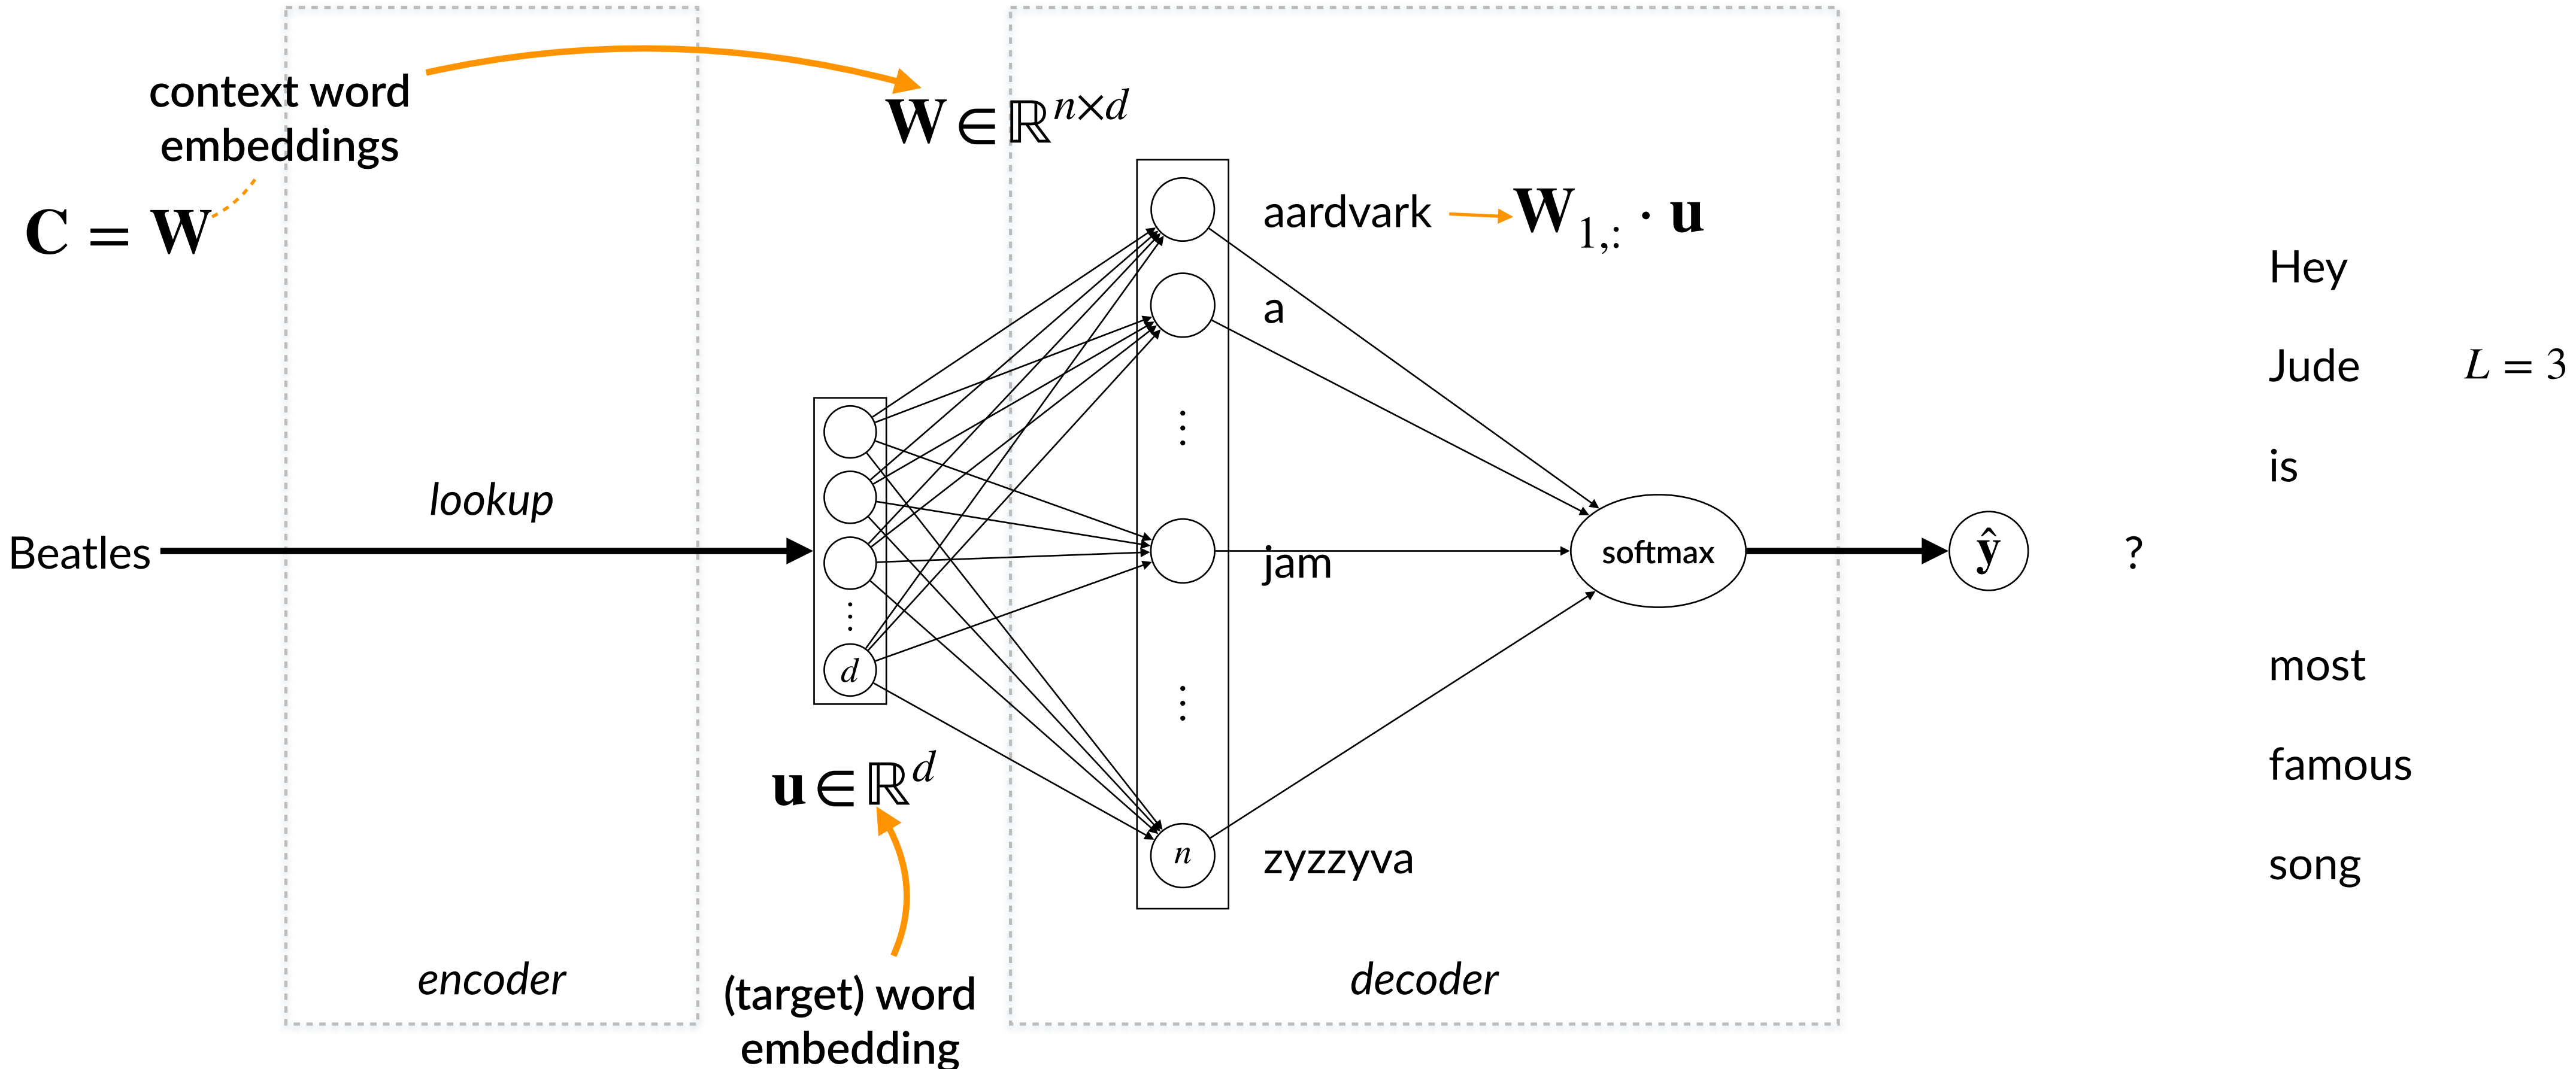 context word
embeddings
C = W
W ∈ ℝ^{n×d}
aardvark
W_{1,:} · u
a
⋮
jam
⋮
n
zyzzyva
Beatles
lookup
⋮
d
u ∈ ℝ^d
(target) word
embedding
encoder
decoder
softmax
ŷ
?
Hey
Jude
L = 3
is
most
famous
song